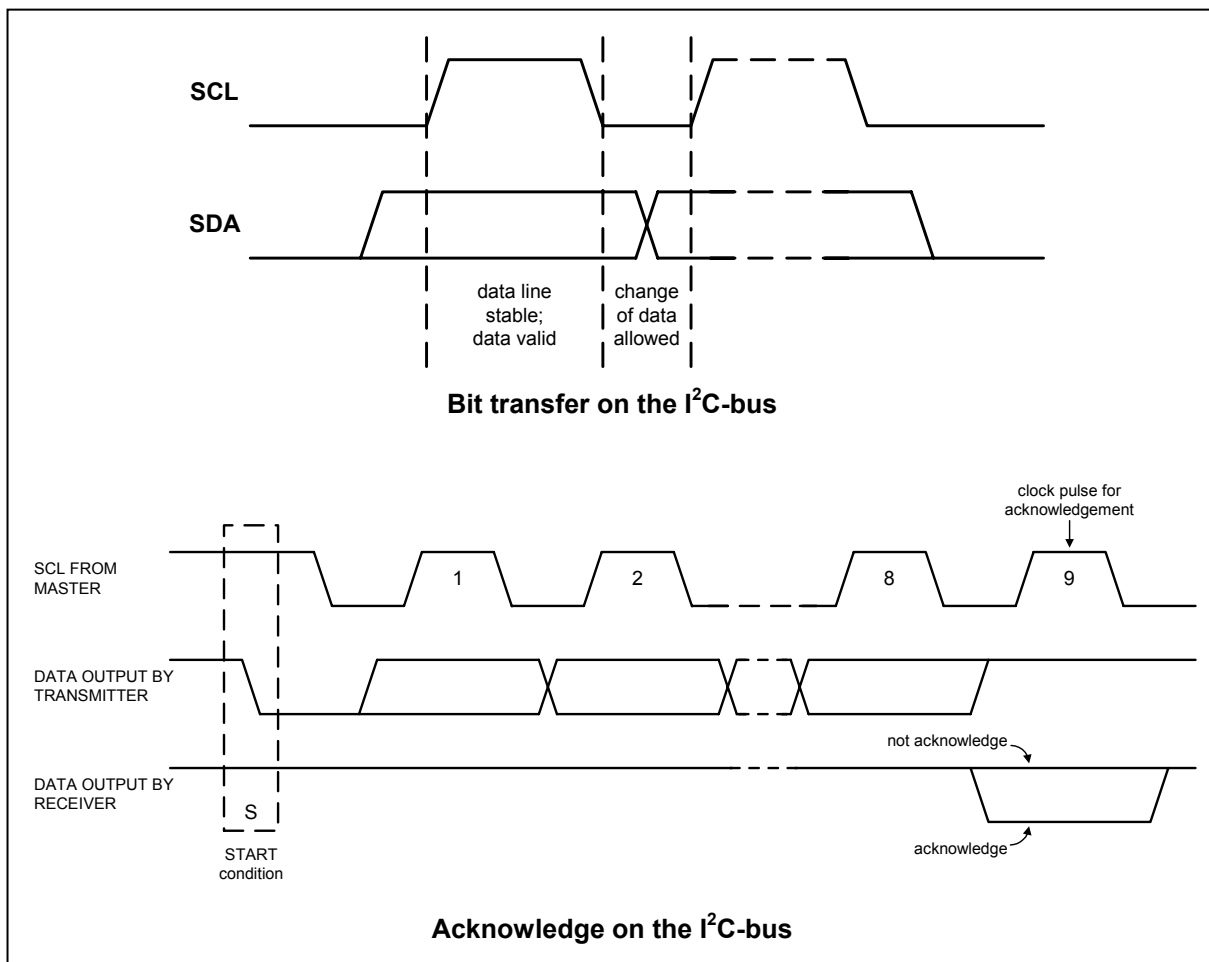 SCL
SDA
data line
stable;
data valid
change
of data
allowed
Bit transfer on the I²C-bus
clock pulse for
acknowledgement
SCL FROM
MASTER
1
2
8
9
DATA OUTPUT BY
TRANSMITTER
not acknowledge
DATA OUTPUT BY
RECEIVER
S
acknowledge
START
condition
Acknowledge on the I²C-bus